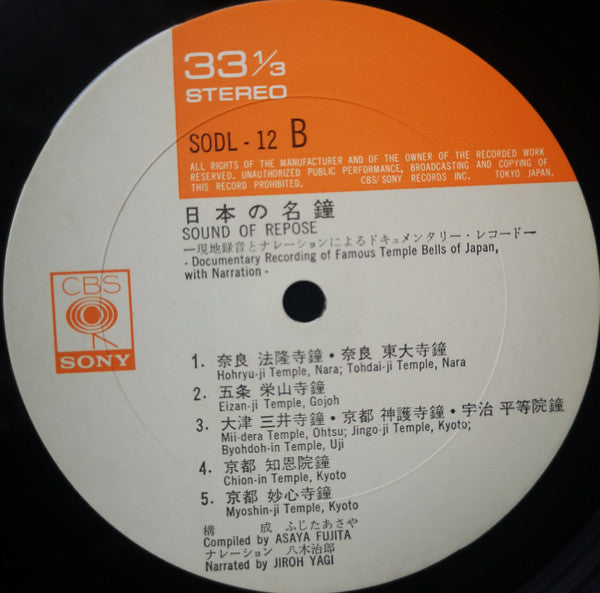 33 1/3
STEREO
SODL - 12 B
ALL RIGHTS OF THE MANUFACTURER AND OF THE OWNER OF THE RECORDED WORK
RESERVED. UNAUTHORIZED PUBLIC PERFORMANCE, BROADCASTING AND COPYING OF
THIS RECORD PROHIBITED. CBS/SONY RECORDS INC. TOKYO JAPAN.
日本の名鐘
SOUND OF REPOSE
—現地録音とナレーションによるドキュメンタリー・レコード—
- Documentary Recording of Famous Temple Bells of Japan,
with Narration -
CBS
SONY
1. 奈良 法隆寺鐘・奈良 東大寺鐘
Hohryu-ji Temple, Nara; Tohdai-ji Temple, Nara
2. 五条 栄山寺鐘
Eizan-ji Temple, Gojoh
3. 大津 三井寺鐘・京都 神護寺鐘・宇治 平等院鐘
Mii-dera Temple, Ohtsu; Jingo-ji Temple, Kyoto;
Byohdoh-in Temple, Uji
4. 京都 知恩院鐘
Chion-in Temple, Kyoto
5. 京都 妙心寺鐘
Myoshin-ji Temple, Kyoto
構 成 ふじたあさや
Compiled by ASAYA FUJITA
ナレーション 八木治郎
Narrated by JIROH YAGI